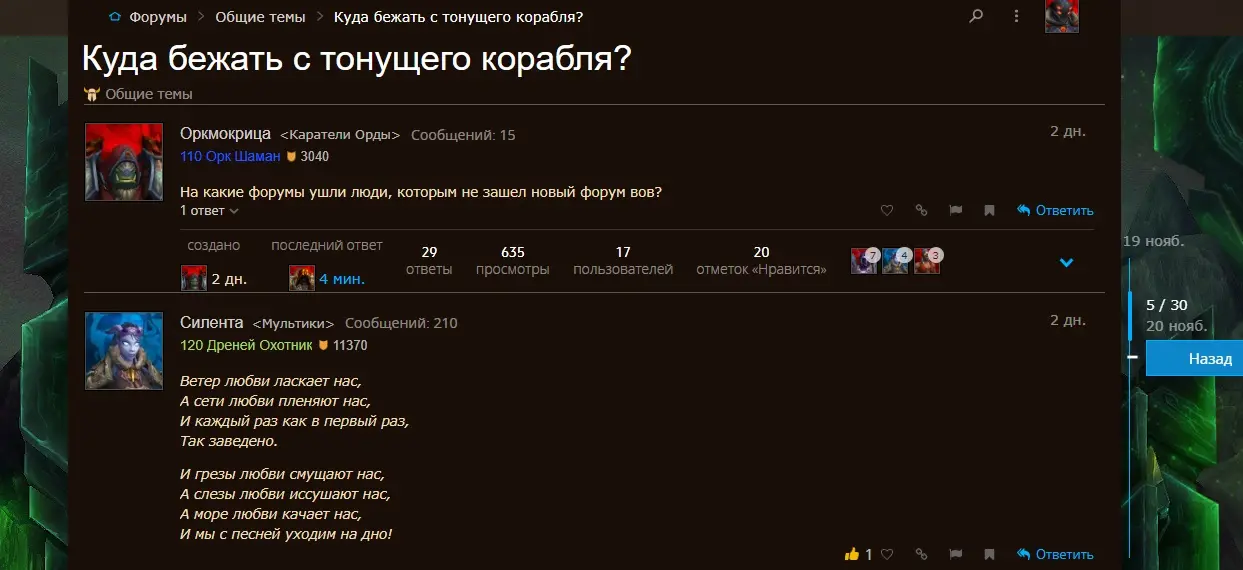 Форумы > Общие темы > Куда бежать с тонущего корабля?
Куда бежать с тонущего корабля?
Общие темы
Оркмокрица <Каратели Орды> Сообщений: 15 2 дн.
110 Орк Шаман 3040
На какие форумы ушли люди, которым не зашел новый форум вов?
1 ответ Ответить
создано последний ответ 29 635 17 20 7 4 3
2 дн. 4 мин. ответы просмотры пользователей отметок «Нравится»
19 нояб.
5 / 30
20 нояб.
Назад
Силента <Мультики> Сообщений: 210 2 дн.
120 Дреней Охотник 11370
Ветер любви ласкает нас,
А сети любви пленяют нас,
И каждый раз как в первый раз,
Так заведено.
И грезы любви смущают нас,
А слезы любви иссушают нас,
А море любви качает нас,
И мы с песней уходим на дно!
1 Ответить